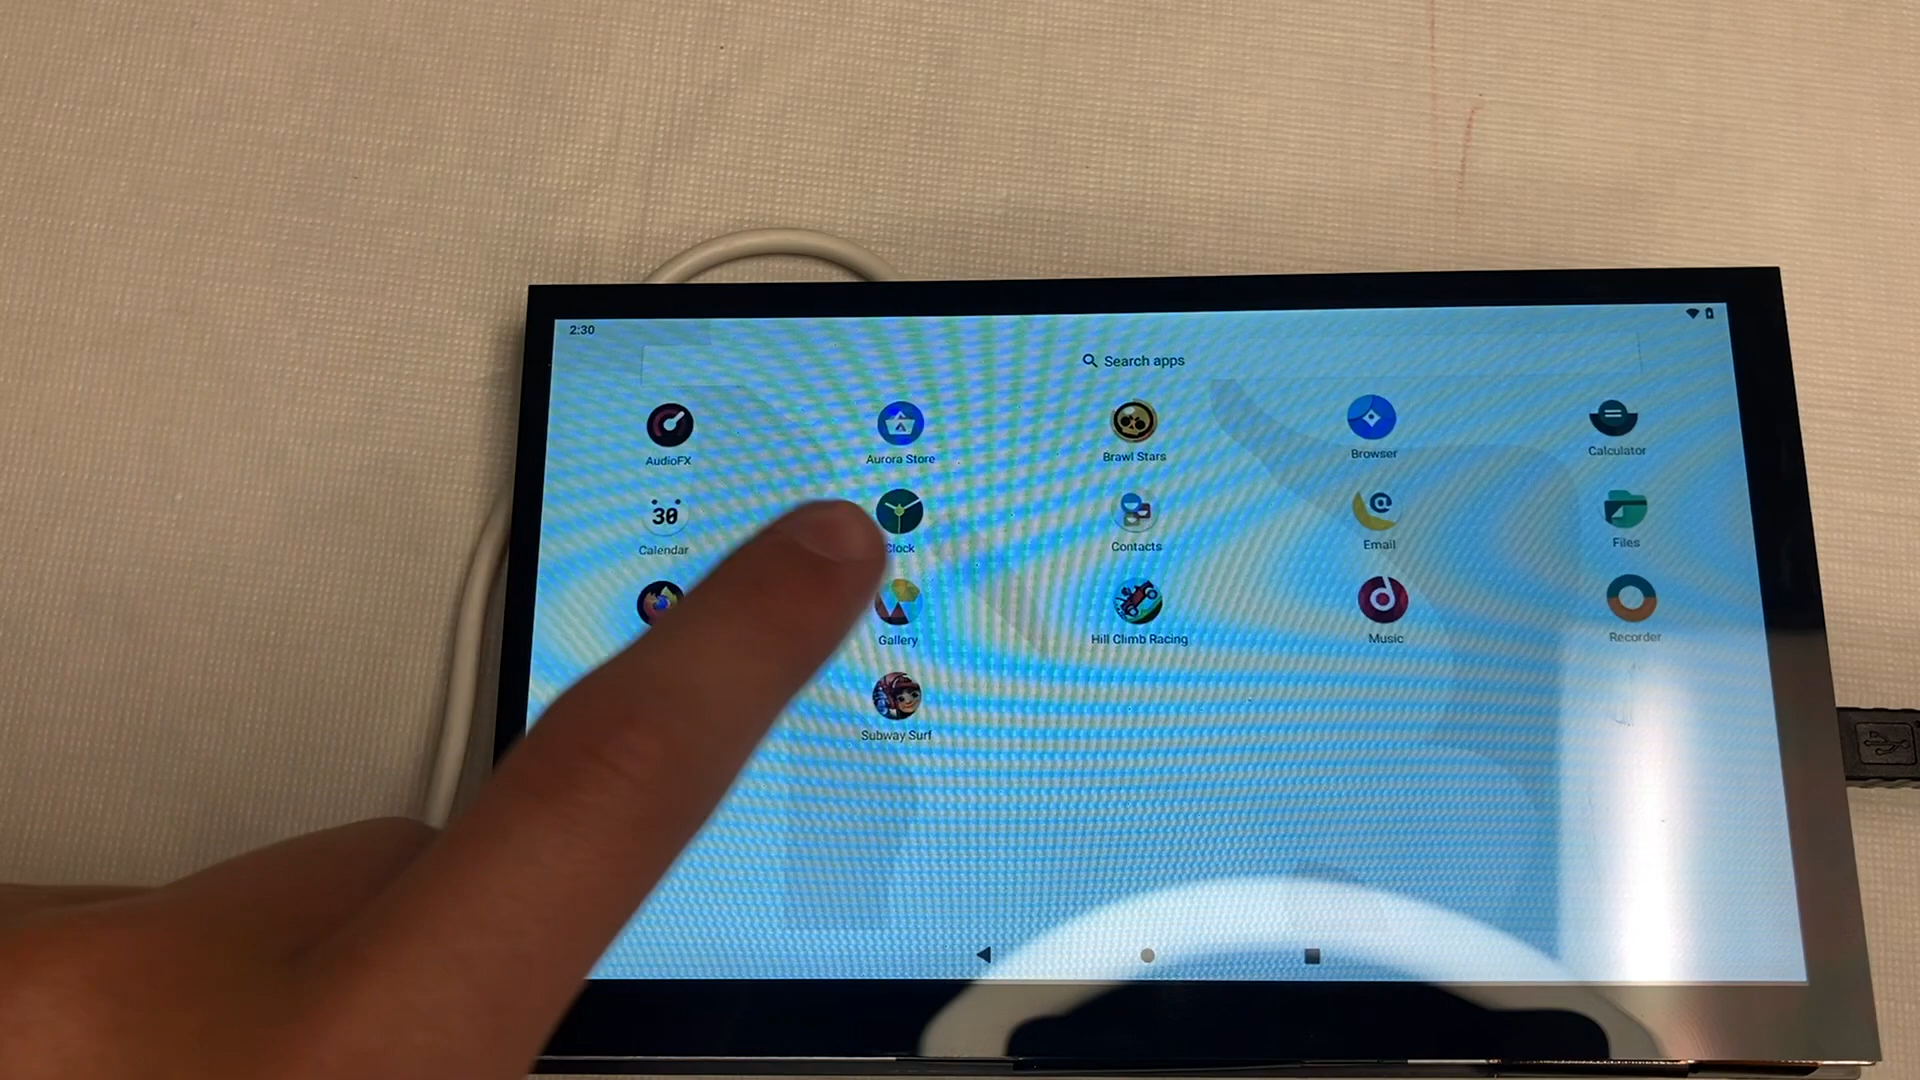 2:30
Search apps
AudioFX
Aurora Store
Brawl Stars
Browser
Calculator
30
Calendar
Clock
Contacts
Email
Files
Gallery
Hill Climb Racing
Music
Recorder
Subway Surf